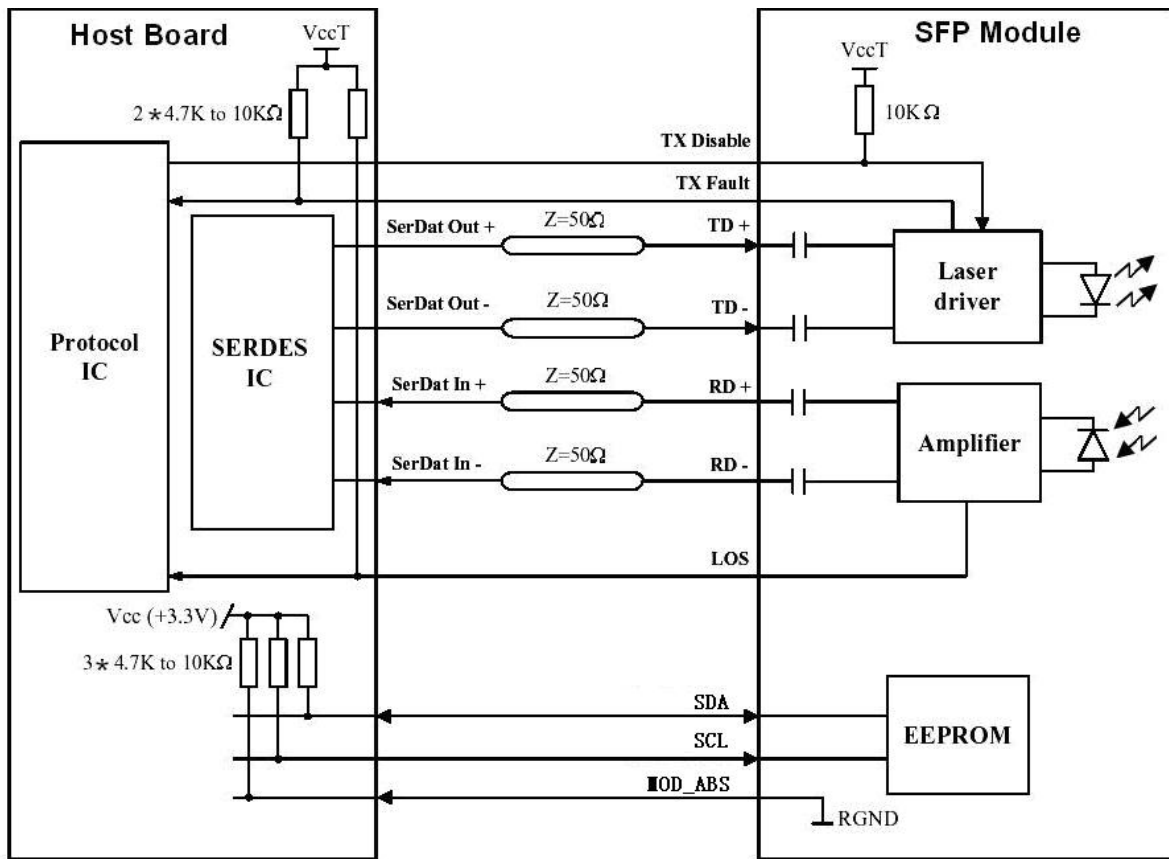 Host Board
SFP Module
VccT
VccT
2*4.7K to 10KΩ
10KΩ
TX Disable
TX Fault
SerDat Out +
Z=50Ω
TD +
SerDat Out -
Z=50Ω
TD -
Laser
driver
Protocol
IC
SERDES
IC
SerDat In +
Z=50Ω
RD +
SerDat In -
Z=50Ω
RD -
Amplifier
LOS
Vcc (+3.3V)
3*4.7K to 10KΩ
SDA
SCL
MOD_ABS
EEPROM
RGND